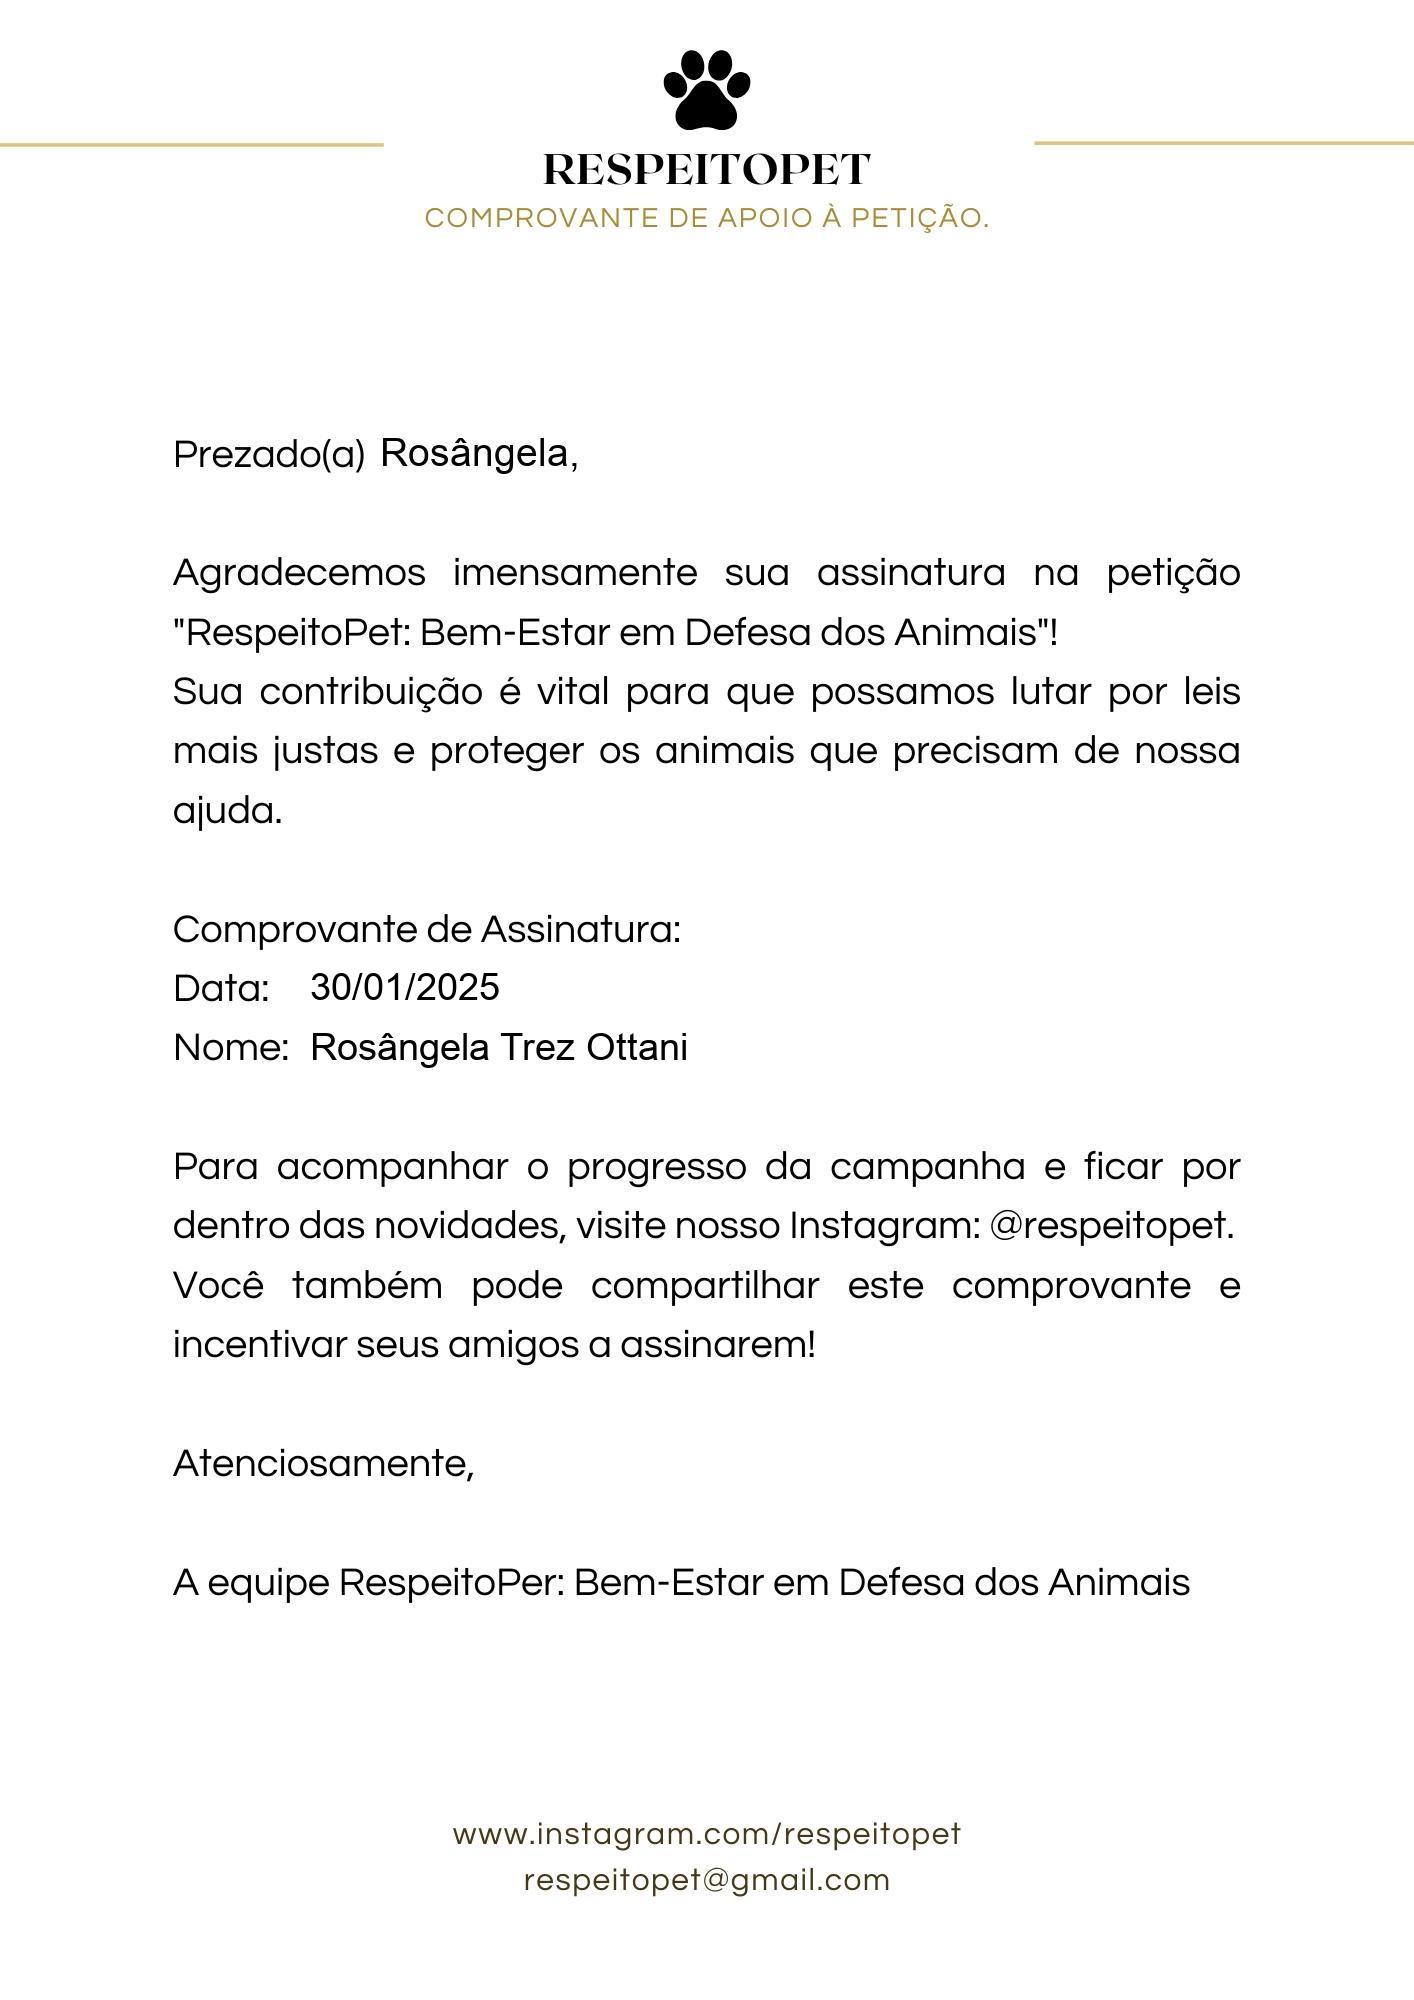 RESPEITOPET
COMPROVANTE DE APOIO À PETIÇÃO.
Prezado(a) Rosângela,
Agradecemos imensamente sua assinatura na petição
"RespeitoPet: Bem-Estar em Defesa dos Animais"!
Sua contribuição é vital para que possamos lutar por leis
mais justas e proteger os animais que precisam de nossa
ajuda.
Comprovante de Assinatura:
Data: 30/01/2025
Nome: Rosângela Trez Ottani
Para acompanhar o progresso da campanha e ficar por
dentro das novidades, visite nosso Instagram: @respeitopet.
Você também pode compartilhar este comprovante e
incentivar seus amigos a assinarem!
Atenciosamente,
A equipe RespeitoPer: Bem-Estar em Defesa dos Animais
www.instagram.com/respeitopet
respeitopet@gmail.com